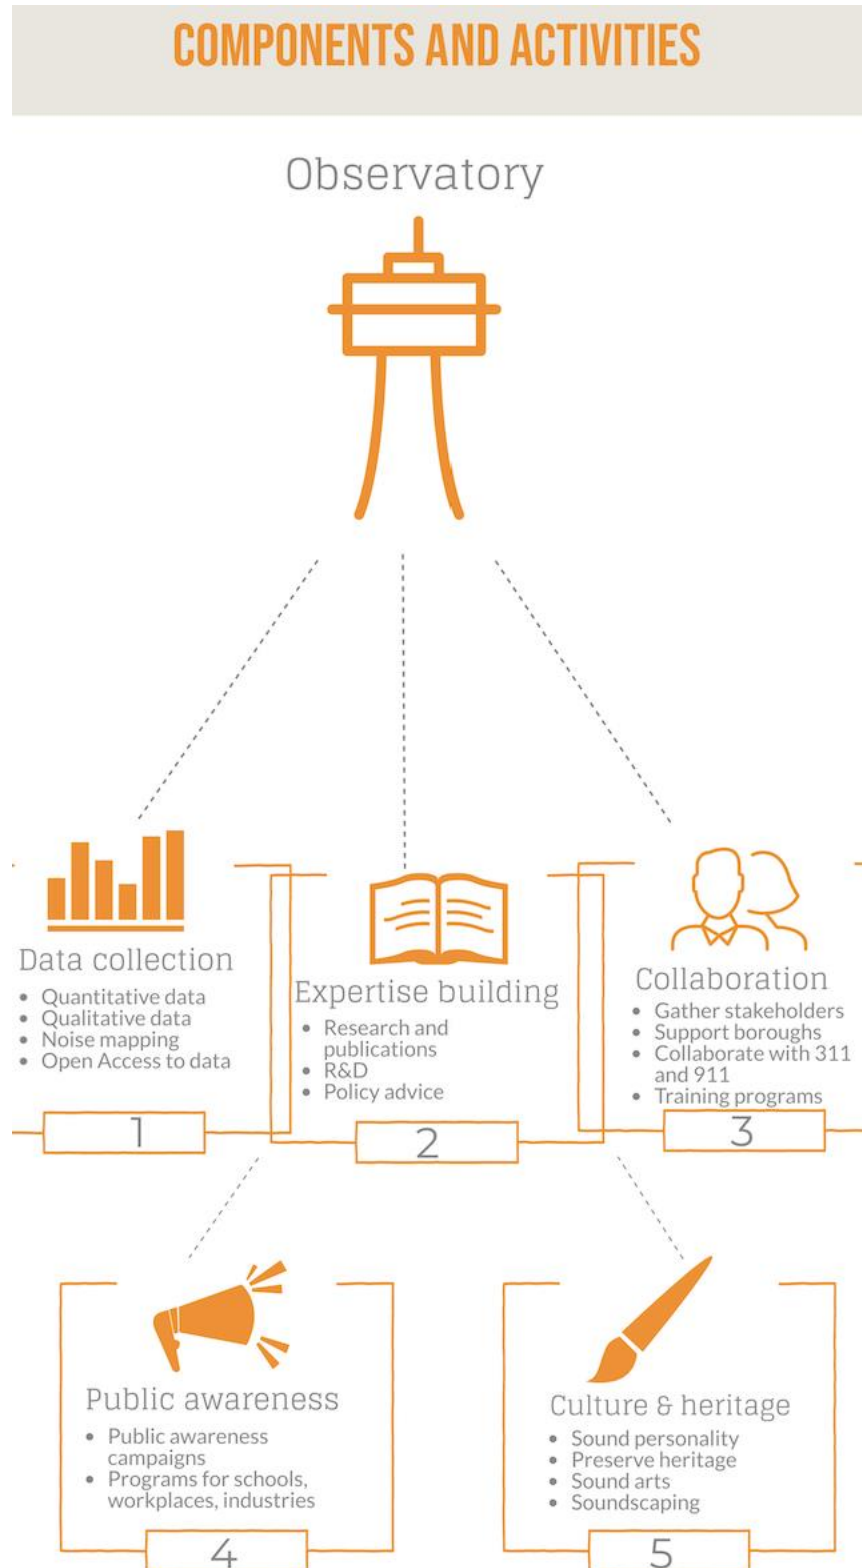 COMPONENTS AND ACTIVITIES
Observatory
Data collection
• Quantitative data
• Qualitative data
• Noise mapping
• Open Access to data
1
Expertise building
• Research and
publications
• R&D
• Policy advice
2
Collaboration
• Gather stakeholders
• Support boroughs
• Collaborate with 311
and 911
• Training programs
3
Public awareness
• Public awareness
campaigns
• Programs for schools,
workplaces, industries
4
Culture & heritage
• Sound personality
• Preserve heritage
• Sound arts
• Soundscaping
5